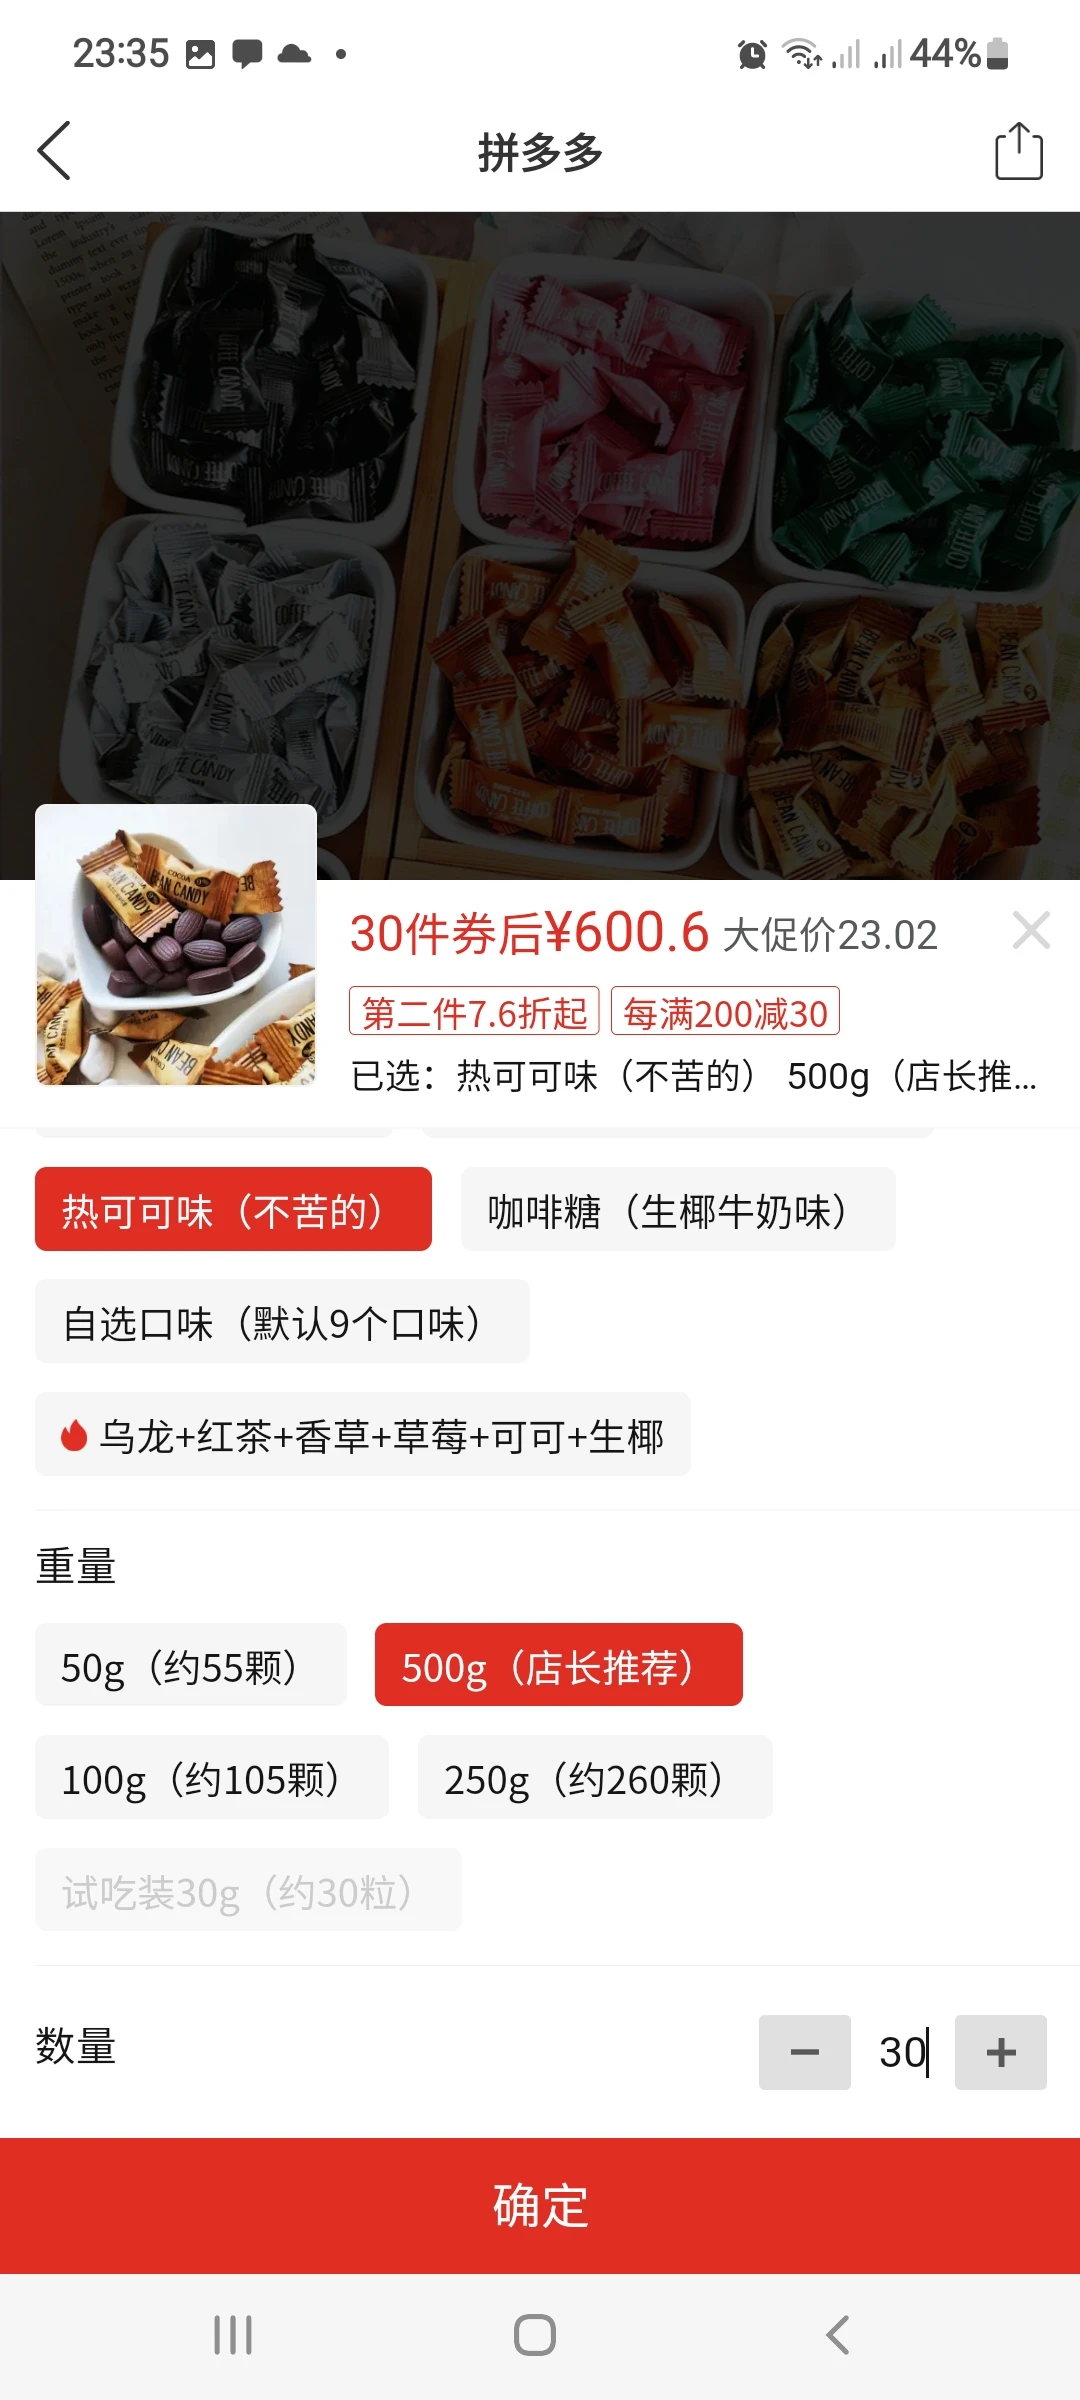 23:35
44%
拼多多
30件券后¥600.6 大促价23.02
第二件7.6折起 每满200减30
已选：热可可味（不苦的） 500g（店长推...
热可可味（不苦的） 咖啡糖（生椰牛奶味）
自选口味（默认9个口味）
乌龙+红茶+香草+草莓+可可+生椰
重量
50g（约55颗） 500g（店长推荐）
100g（约105颗） 250g（约260颗）
试吃装30g（约30粒）
数量 − 30 +
确定